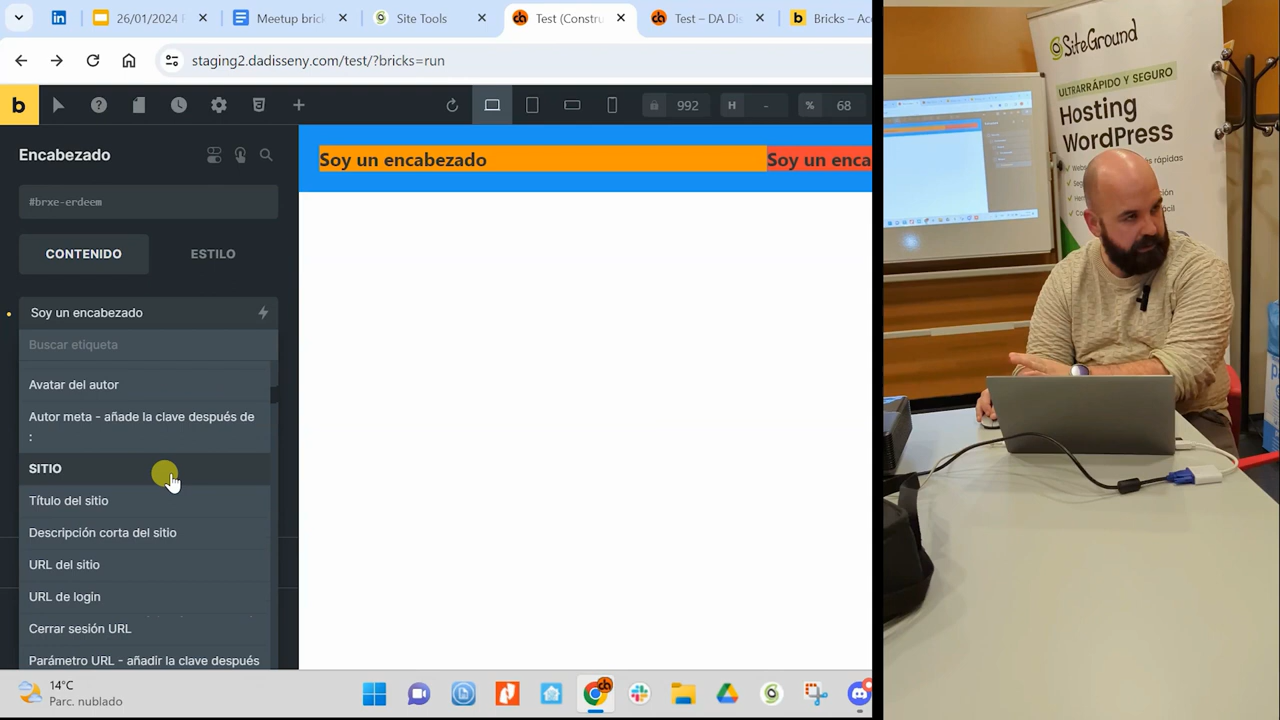 26/01/2024
Meetup bric
Site Tools
Test (Constru
Test – DA Dis
Bricks – Ac
staging2.dadisseny.com/test/?bricks=run
b
992
H
-
%
68
Encabezado
#brxe-erdeem
CONTENIDO
ESTILO
Soy un encabezado
Buscar etiqueta
Avatar del autor
Autor meta - añade la clave después de
:
SITIO
Título del sitio
Descripción corta del sitio
URL del sitio
URL de login
Cerrar sesión URL
Parámetro URL - añadir la clave después
Soy un encabezado
Soy un enca
14°C
Parc. nublado
SiteGround
ULTRARRÁPIDO Y SEGURO
Hosting
WordPress